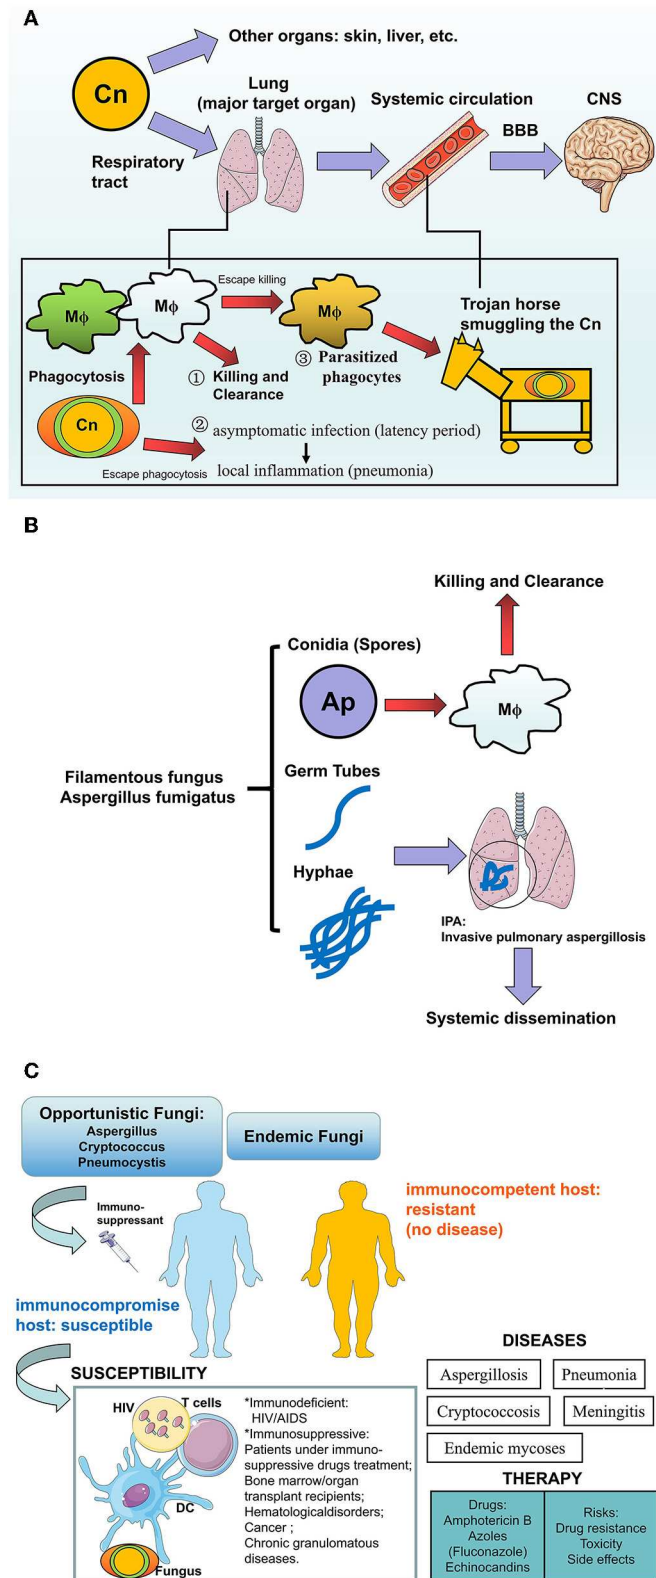 A
Other organs: skin, liver, etc.
Cn
Lung
(major target organ)
Systemic circulation
CNS
BBB
Respiratory
tract
Escape killing
Mϕ
Mϕ
Mϕ
Trojan horse
smuggling the Cn
Phagocytosis
① Killing and
Clearance
③ Parasitized
phagocytes
Cn
② asymptomatic infection (latency period)
Escape phagocytosis
local inflammation (pneumonia)
B
Killing and Clearance
Conidia (Spores)
Ap
Mϕ
Filamentous fungus
Aspergillus fumigatus
Germ Tubes
Hyphae
IPA:
Invasive pulmonary aspergillosis
Systemic dissemination
C
Opportunistic Fungi:
Aspergillus
Cryptococcus
Pneumocystis
Endemic Fungi
Immuno-
suppressant
immunocompetent host:
resistant
(no disease)
immunocompromise
host: susceptible
SUSCEPTIBILITY
HIV
T cells
DC
Fungus
*Immunodeficient:
HIV/AIDS
*Immunosuppressive:
Patients under immuno-
suppressive drugs treatment;
Bone marrow/organ
transplant recipients;
Hematologicaldisorders;
Cancer ;
Chronic granulomatous
diseases.
DISEASES
Aspergillosis
Pneumonia
Cryptococcosis
Meningitis
Endemic mycoses
THERAPY
Drugs:
Amphotericin B
Azoles
(Fluconazole)
Echinocandins
Risks:
Drug resistance
Toxicity
Side effects